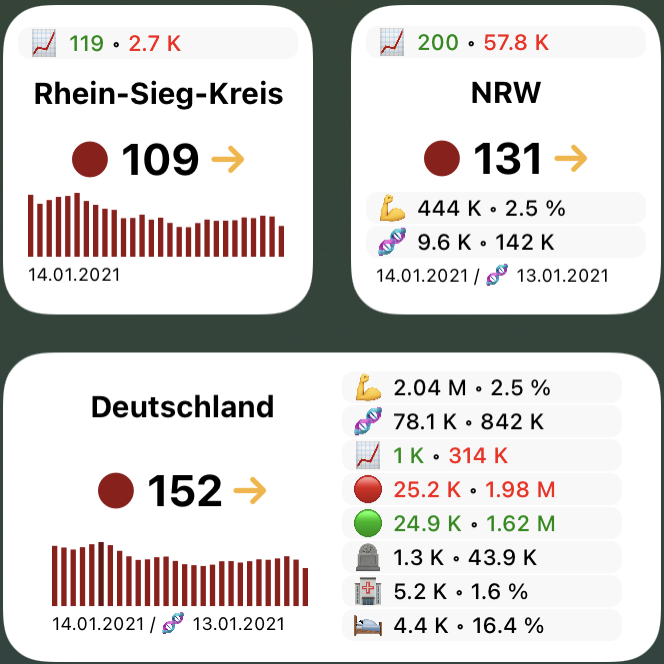 119 ∘ 2.7 K
Rhein-Sieg-Kreis
109 →
14.01.2021
200 ∘ 57.8 K
NRW
131 →
444 K ∘ 2.5 %
9.6 K ∘ 142 K
14.01.2021 / 🧬 13.01.2021
Deutschland
152 →
14.01.2021 / 🧬 13.01.2021
2.04 M ∘ 2.5 %
78.1 K ∘ 842 K
1 K ∘ 314 K
25.2 K ∘ 1.98 M
24.9 K ∘ 1.62 M
1.3 K ∘ 43.9 K
5.2 K ∘ 1.6 %
4.4 K ∘ 16.4 %